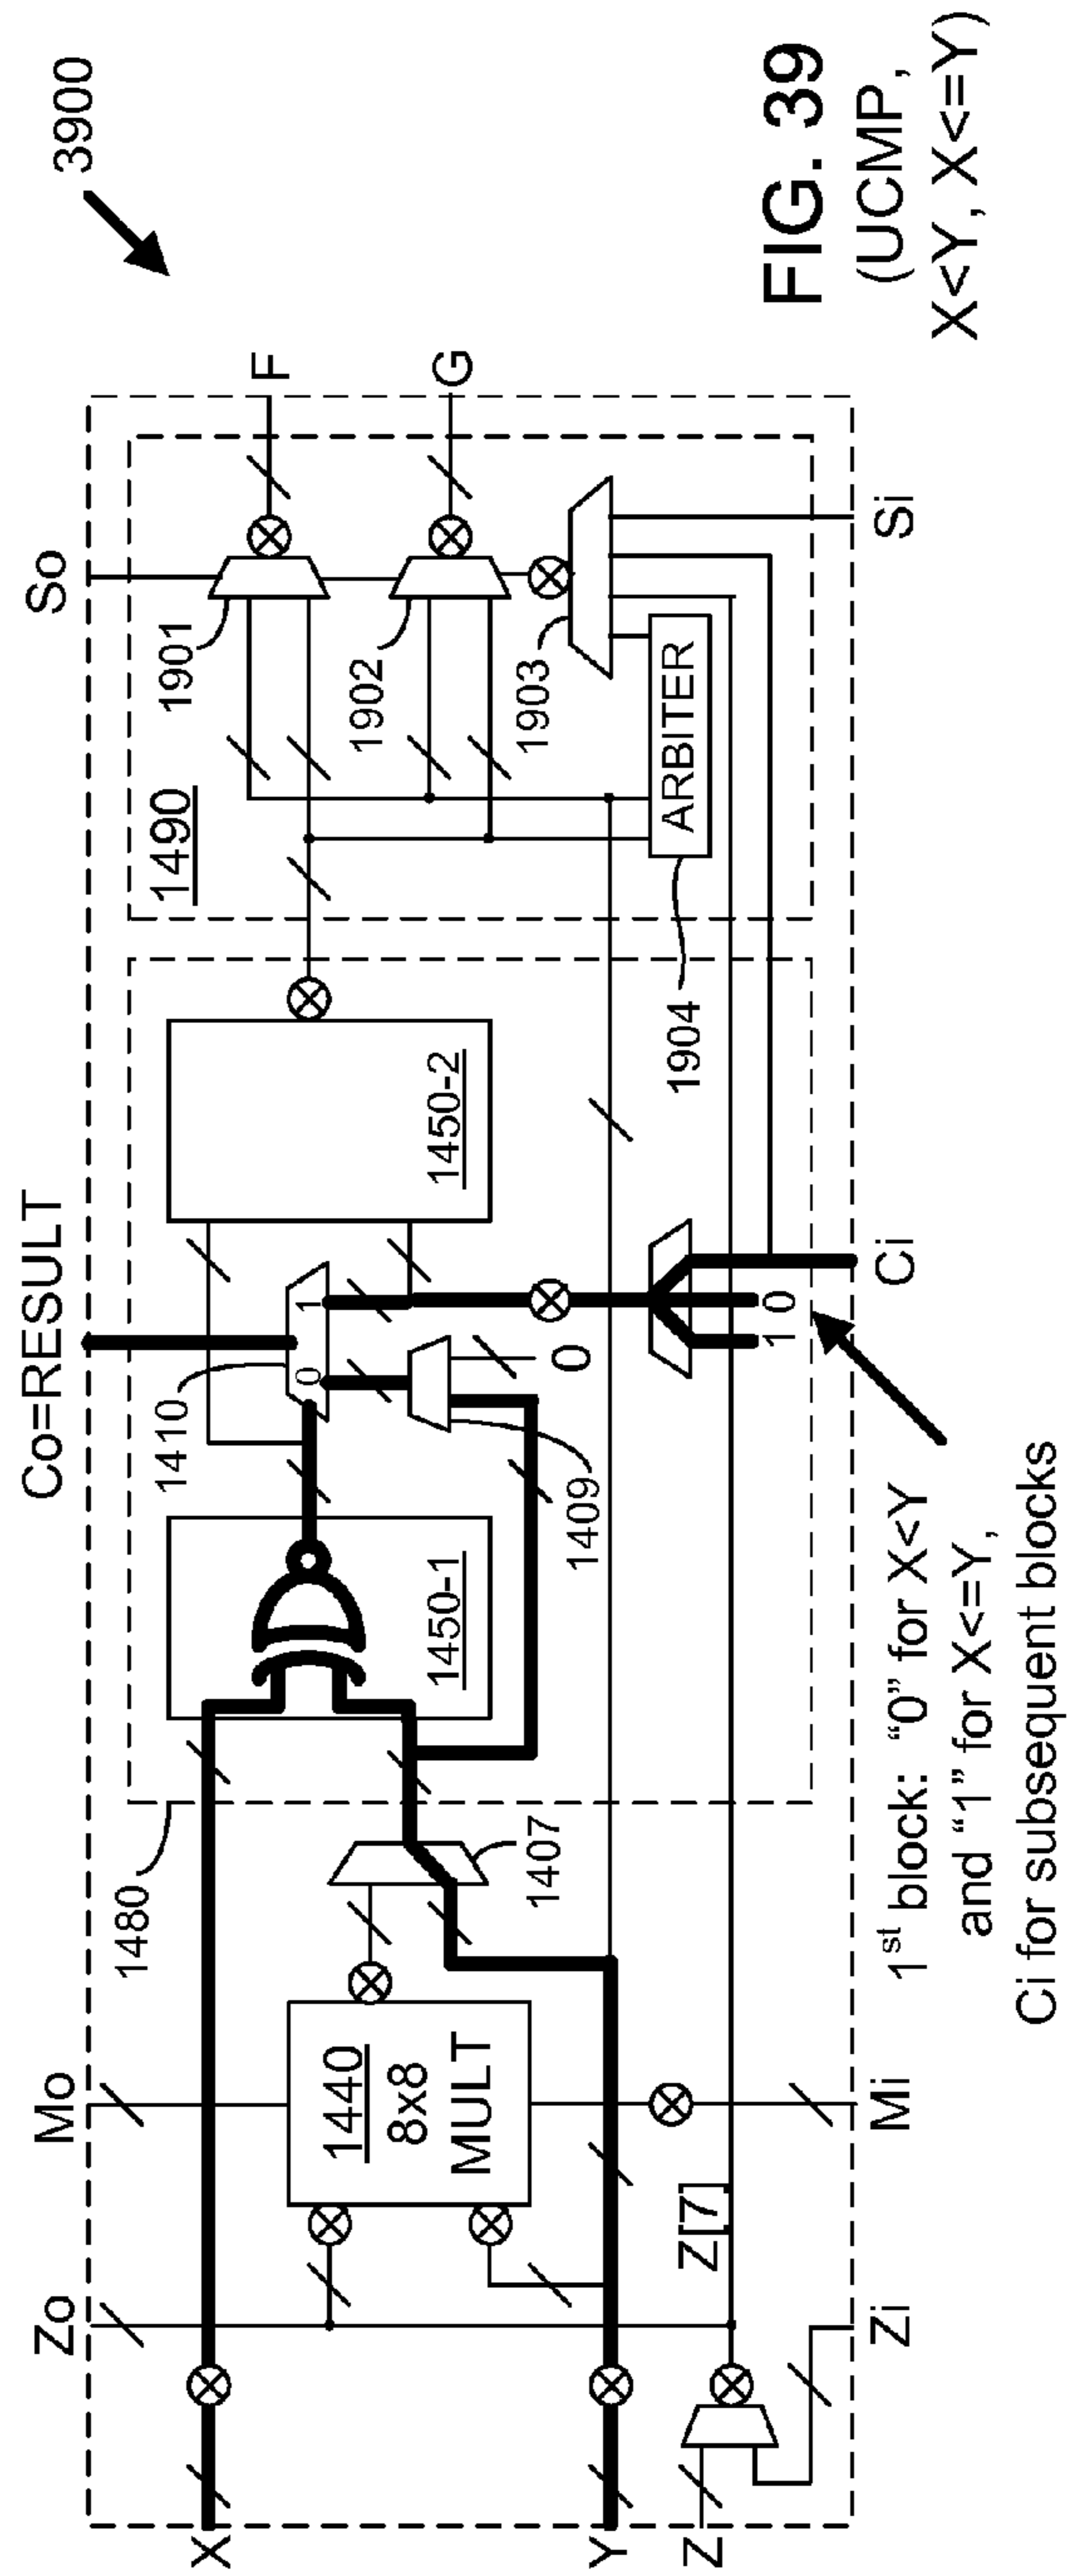 3900
So
Co=RESULT
Mo
Zo
1490
1901
1902
1903
F
G
ARBITER
1904
Si
1410
0
1
1450-2
1450-1
1409
0
1
0
Ci
1480
1407
1440
8x8
MULT
Z[7]
Mi
Zi
X
Y
Z
1st block: “0” for X<Y
and “1” for X<=Y,
Ci for subsequent blocks
FIG. 39
(UCMP,
X<Y, X<=Y)